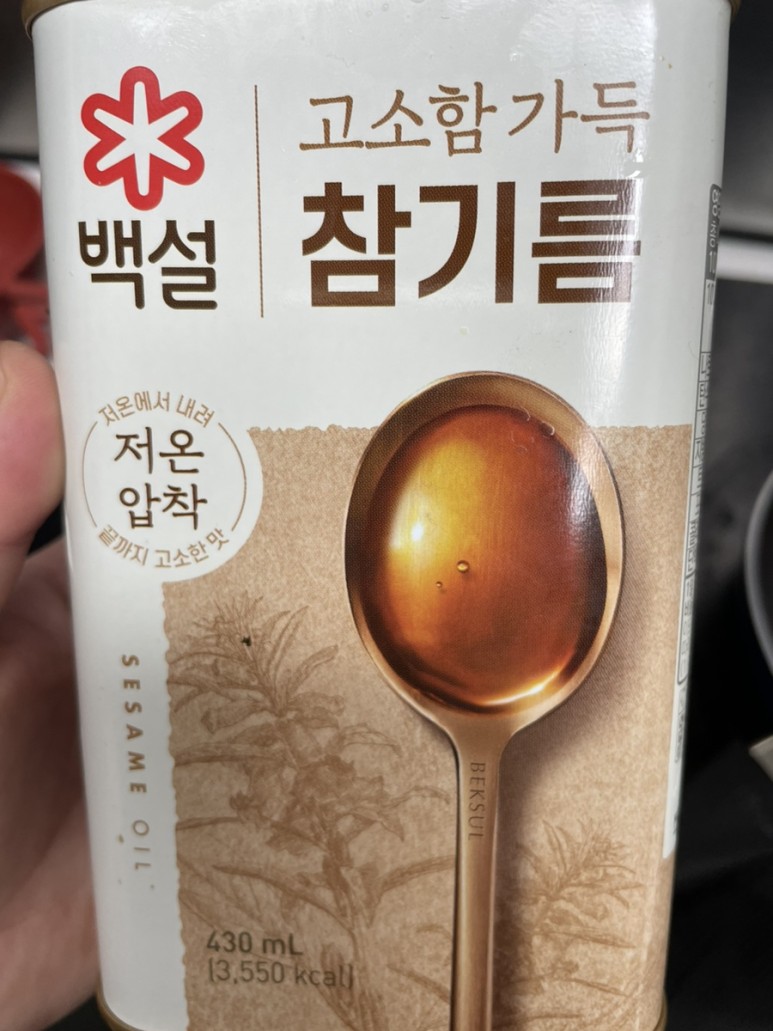 백설
고소함 가득
참기름
저온에서 내려
저온
압착
끝까지 고소한 맛
SESAME OIL
BEKSUL
430 mL
(3,550 kcal)